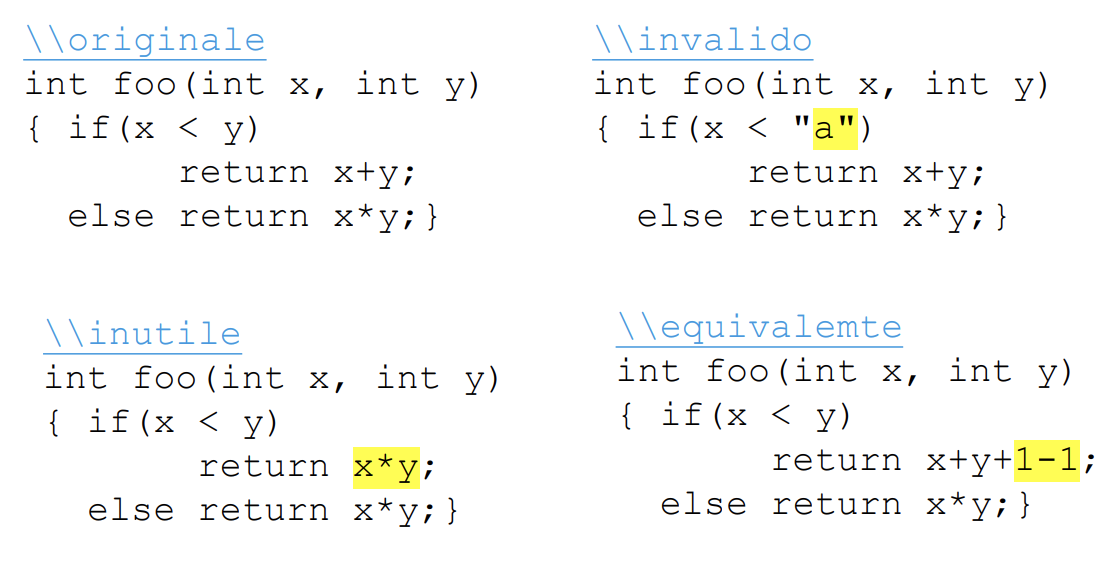 \\originale
int foo(int x, int y)
{ if(x < y)
return x+y;
else return x*y;}
\\invalido
int foo(int x, int y)
{ if(x < "a")
return x+y;
else return x*y;}
\\inutile
int foo(int x, int y)
{ if(x < y)
return x*y;
else return x*y;}
\\equivalemte
int foo(int x, int y)
{ if(x < y)
return x+y+1-1;
else return x*y;}